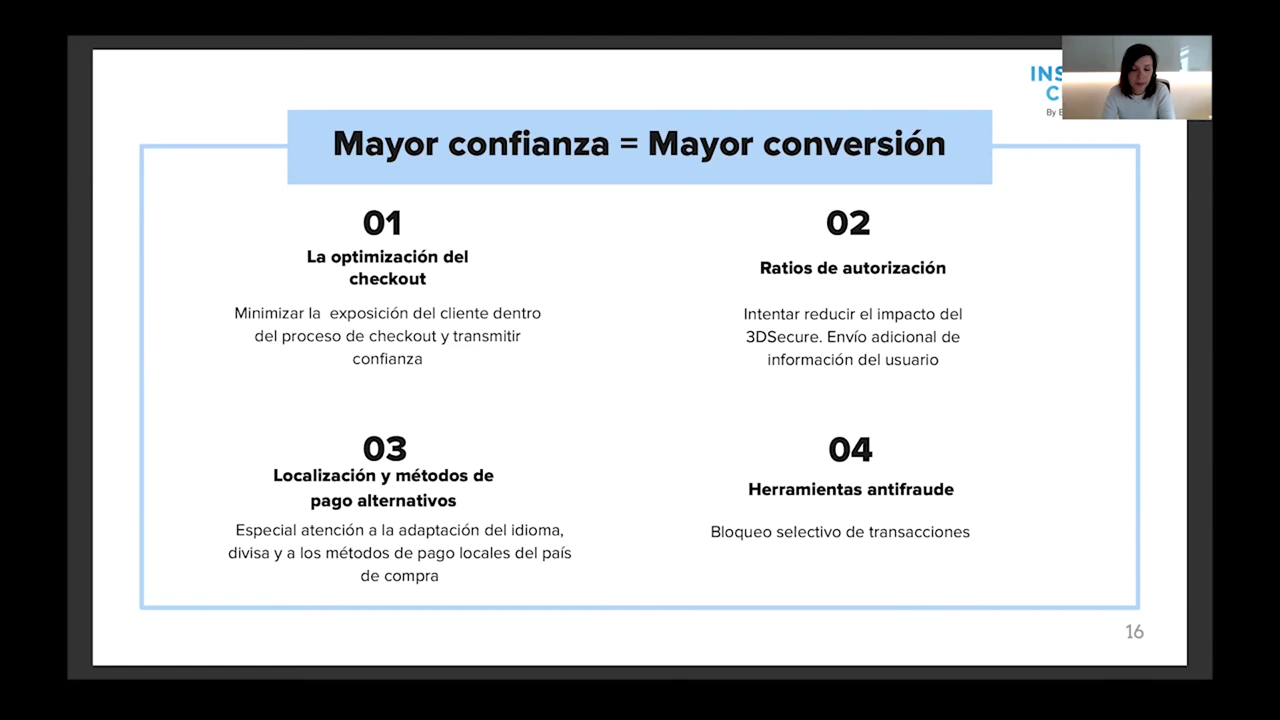 Mayor confianza = Mayor conversión
01
La optimización del
checkout
Minimizar la exposición del cliente dentro
del proceso de checkout y transmitir
confianza
02
Ratios de autorización
Intentar reducir el impacto del
3DSecure. Envío adicional de
información del usuario
03
Localización y métodos de
pago alternativos
Especial atención a la adaptación del idioma,
divisa y a los métodos de pago locales del país
de compra
04
Herramientas antifraude
Bloqueo selectivo de transacciones
16